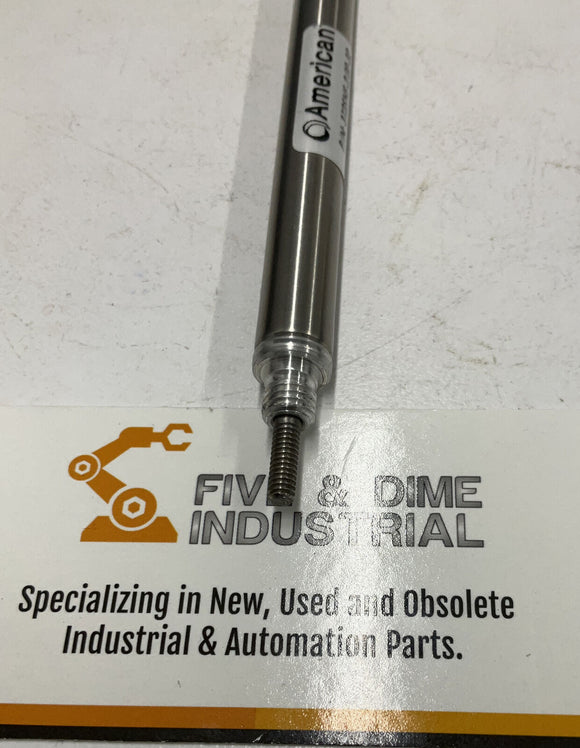 American
FIVE & DIME
INDUSTRIAL
Specializing in New, Used and Obsolete
Industrial & Automation Parts.